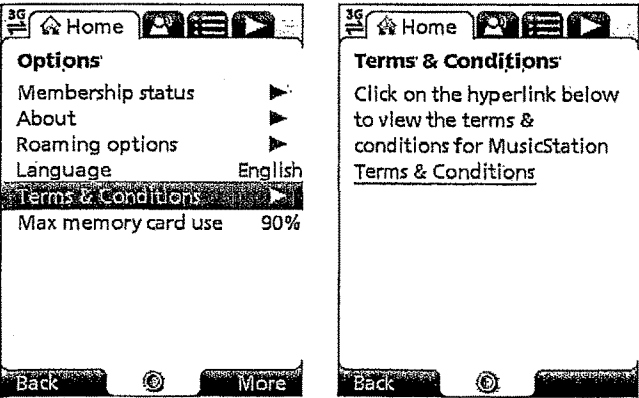 3G Home
Options
Membership status
About
Roaming options
Language English
Terms & Conditions
Max memory card use 90%
Back More
3G Home
Terms & Conditions
Click on the hyperlink below
to view the terms &
conditions for MusicStation
Terms & Conditions
Back